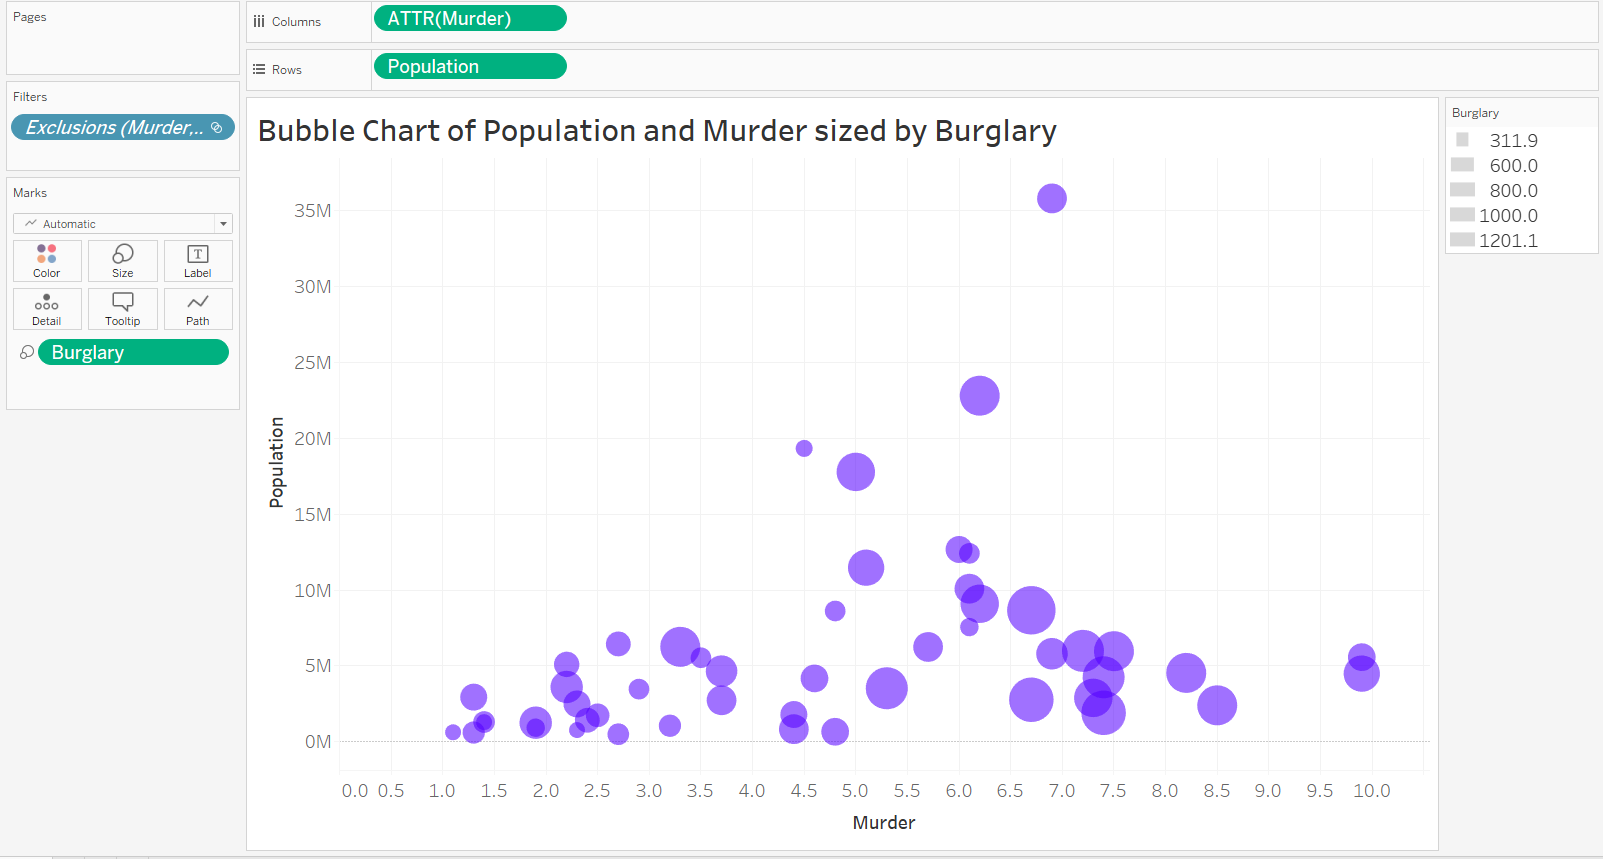 Pages
Columns
ATTR(Murder)
Rows
Population
Filters
Exclusions (Murder,..
Marks
Automatic
Color
Size
Label
Detail
Tooltip
Path
Burglary
Bubble Chart of Population and Murder sized by Burglary
Population
35M
30M
25M
20M
15M
10M
5M
0M
0.0 0.5 1.0 1.5 2.0 2.5 3.0 3.5 4.0 4.5 5.0 5.5 6.0 6.5 7.0 7.5 8.0 8.5 9.0 9.5 10.0
Murder
Burglary
311.9
600.0
800.0
1000.0
1201.1